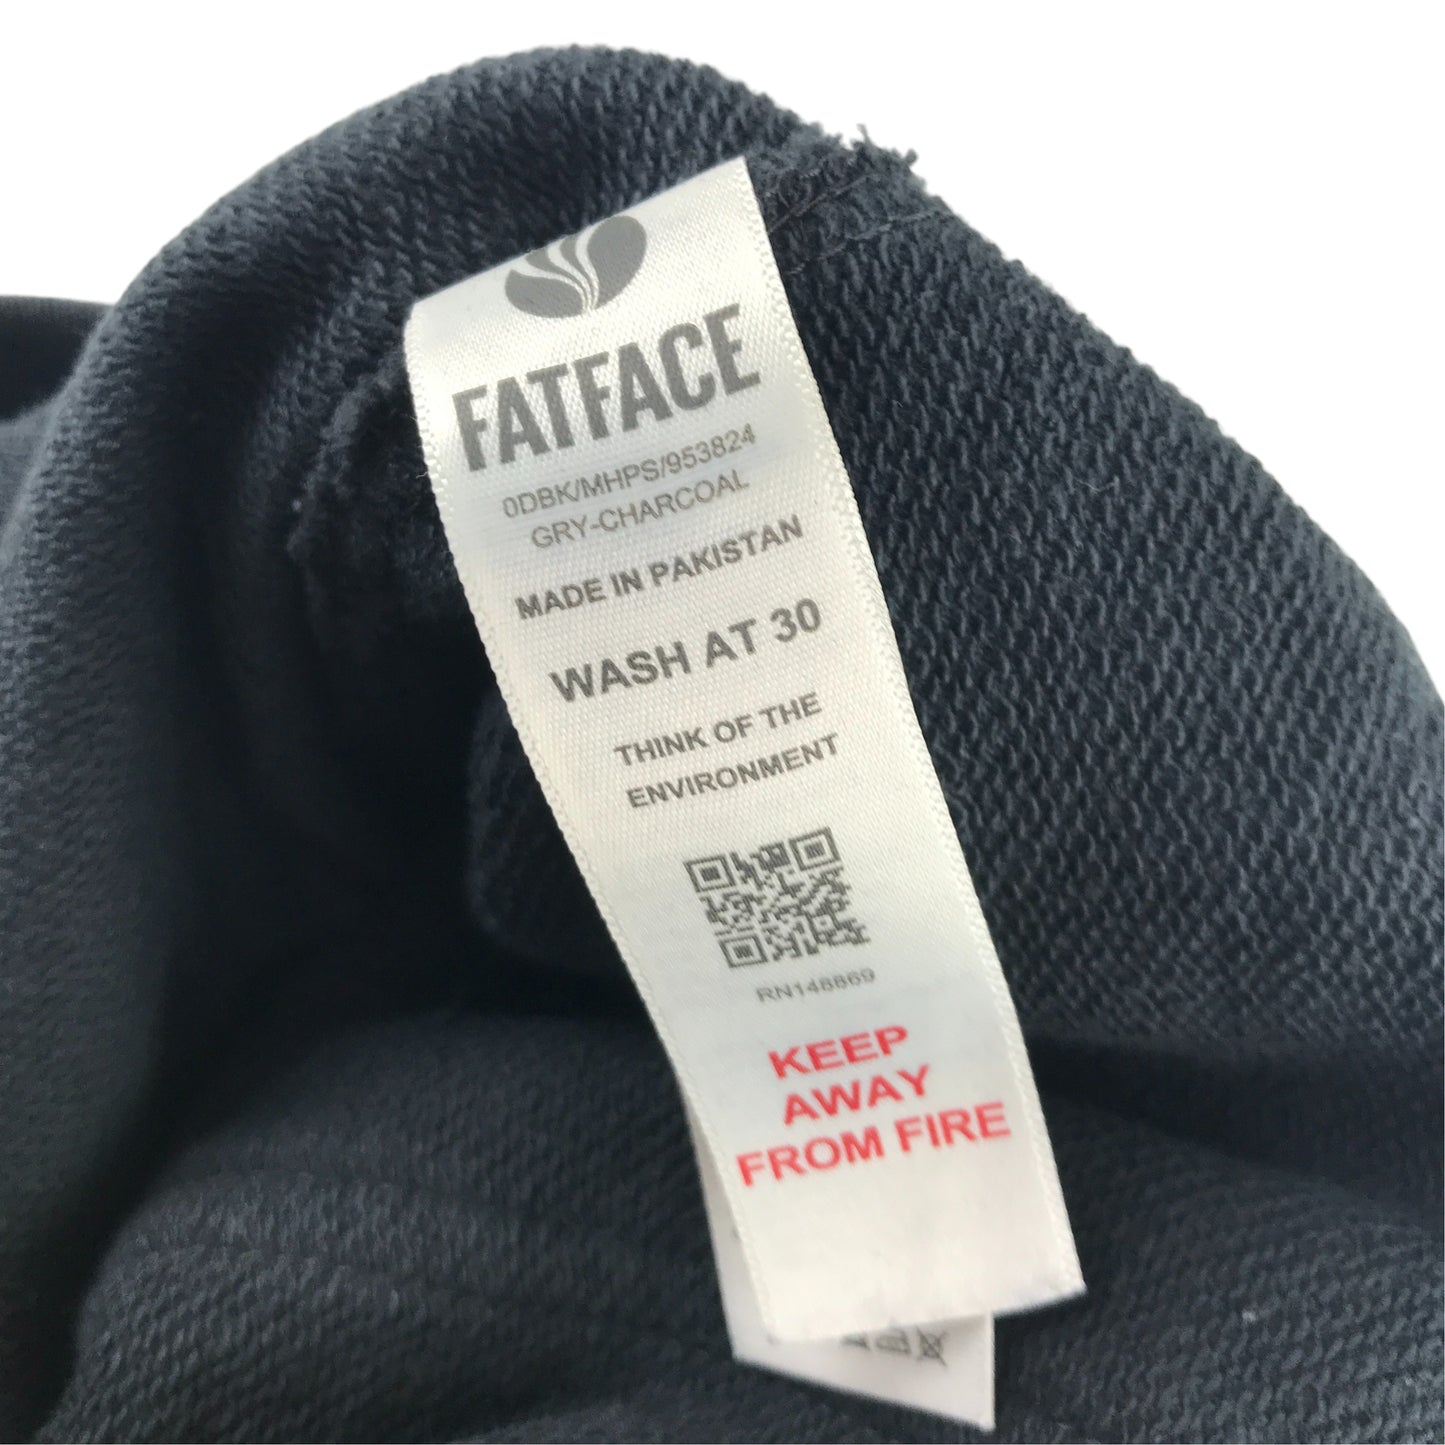 FATFACE
0DBK/MHPS/953824
GRY-CHARCOAL
MADE IN PAKISTAN
WASH AT 30
THINK OF THE
ENVIRONMENT
RN148869
KEEP
AWAY
FROM FIRE